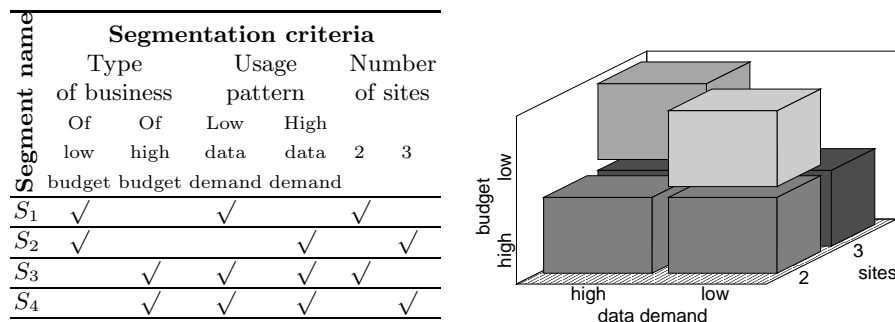 Segment name
Segmentation criteria
Type Usage Number
of business pattern of sites
Of Of Low High
low high data data 2 3
budget budget demand demand
S1 √ √ √
S2 √ √ √
S3 √ √ √ √
S4 √ √ √ √
budget
low
high
high low
data demand
2
3
sites